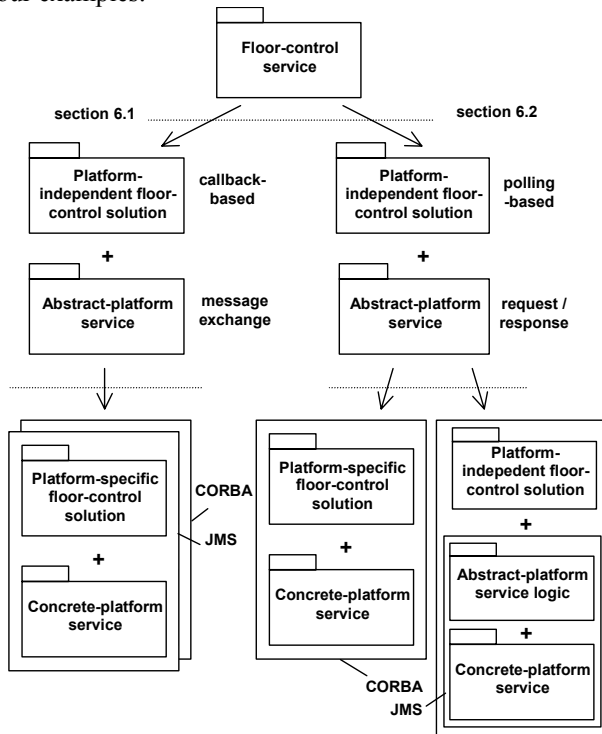 our examples.
Floor-control
service
section 6.1
section 6.2
Platform-
independent floor-
control solution
callback-
based
Platform-
independent floor-
control solution
polling
-based
+
+
Abstract-platform
service
message
exchange
Abstract-platform
service
request /
response
Platform-specific
floor-control
solution
+
Concrete-platform
service
CORBA
JMS
Platform-specific
floor-control
solution
+
Concrete-platform
service
Platform-
indepedent floor-
control solution
+
Abstract-platform
service logic
+
Concrete-platform
service
CORBA
JMS